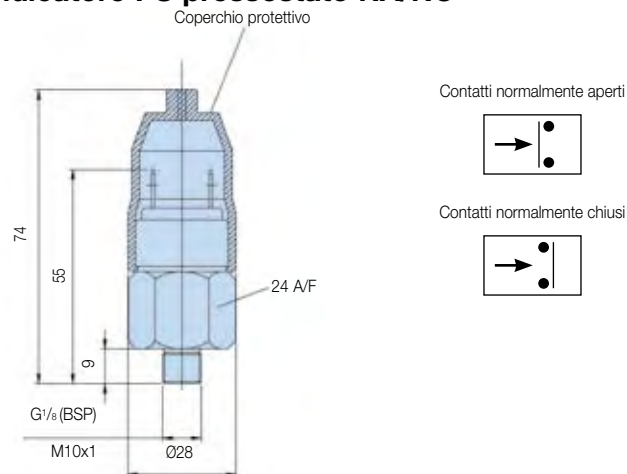 Coperchio protettivo
Contatti normalmente aperti
Contatti normalmente chiusi
74
55
24 A/F
9
G1/8 (BSP)
M10x1
Ø28